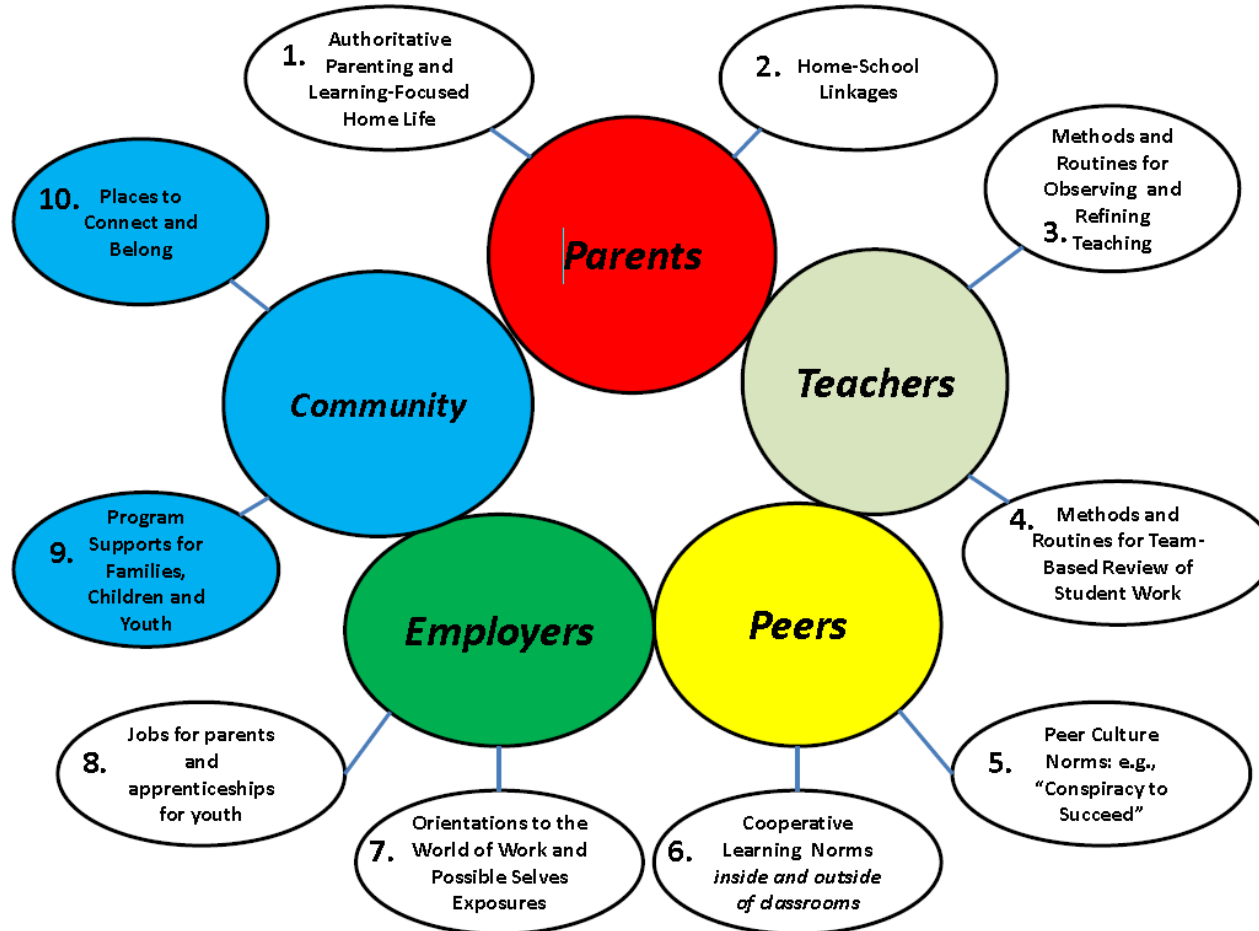 1.
Authoritative
Parenting and
Learning-Focused
Home Life
2.
Home-School
Linkages
Methods and
Routines for
Observing and
Refining
3.
Teaching
10.
Places to
Connect and
Belong
Parents
Teachers
Community
4.
Methods and
Routines for Team-
Based Review of
Student Work
9.
Program
Supports for
Families,
Children and
Youth
Employers
Peers
8.
Jobs for parents
and
apprenticeships
for youth
7.
Orientations to the
World of Work and
Possible Selves
Exposures
6.
Cooperative
Learning Norms
inside and outside
of classrooms
5.
Peer Culture
Norms: e.g.,
“Conspiracy to
Succeed”